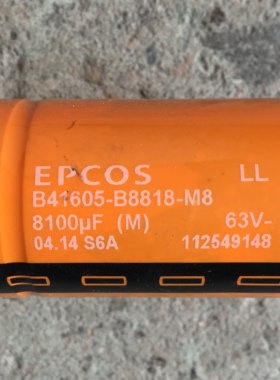 EPCOS LL
B41605-B8818-M8
8100µF (M) 63V-
04.14 S6A 112549148